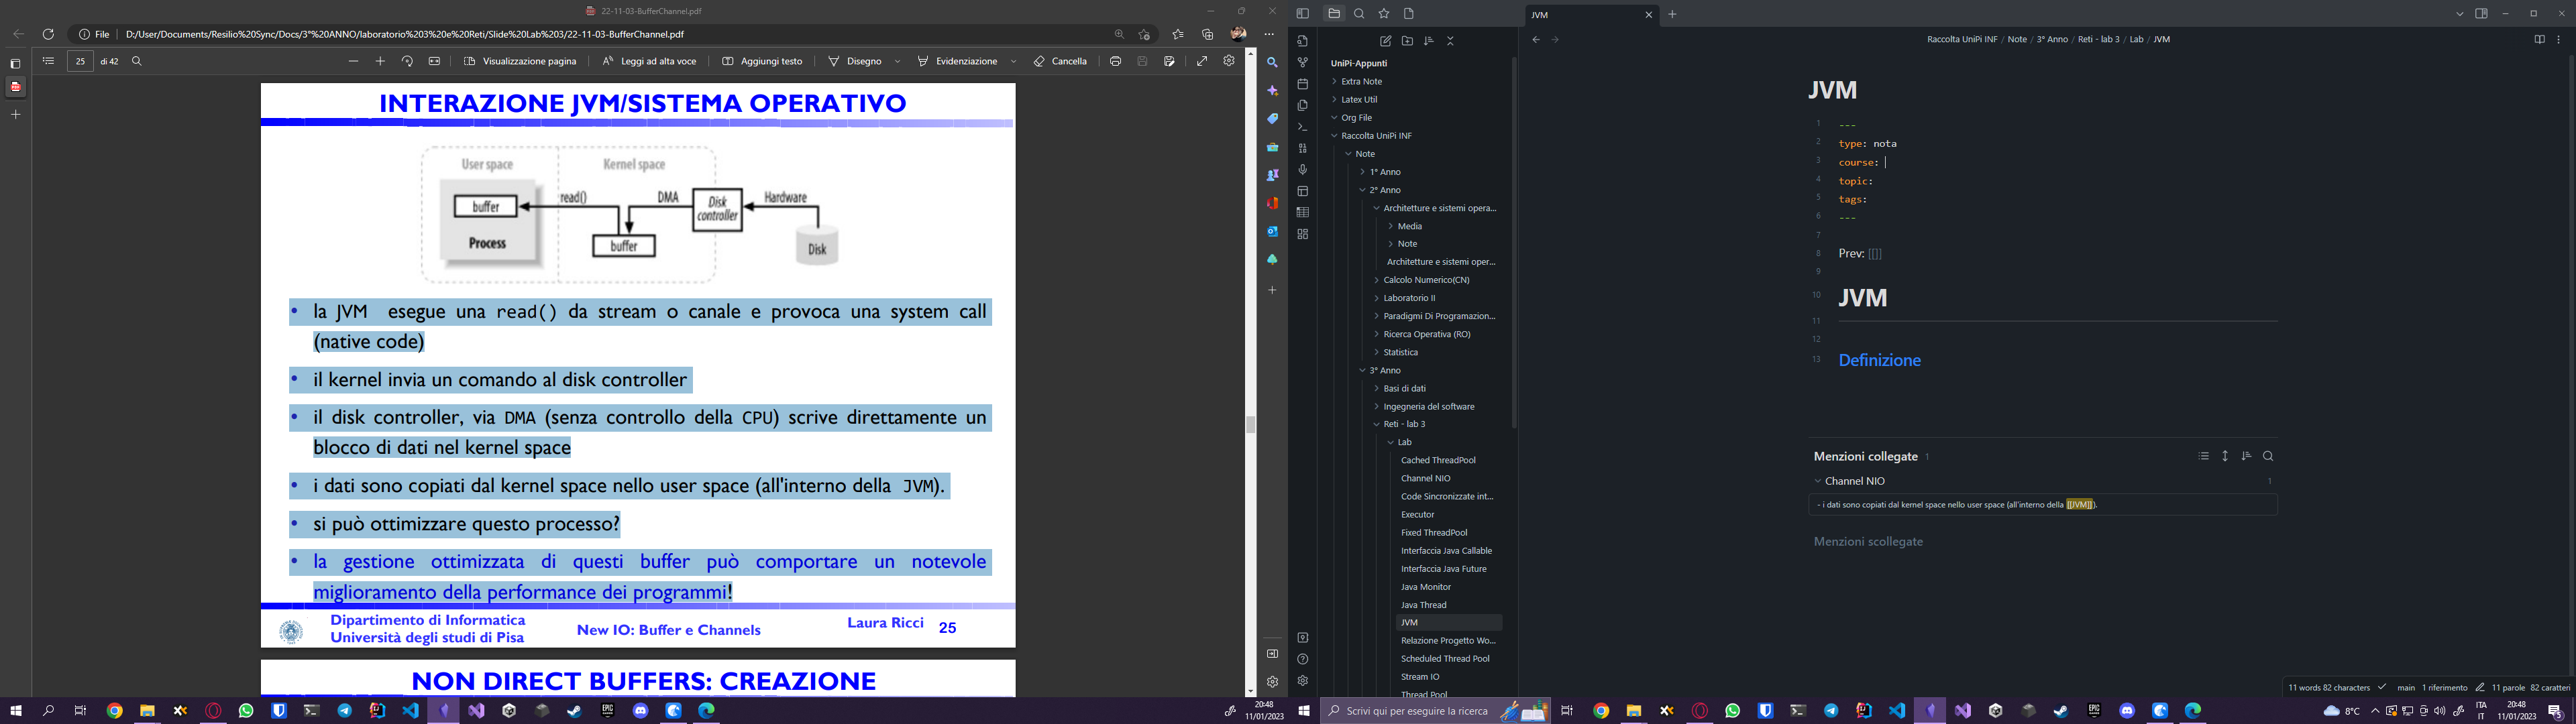 22-11-03-BufferChannel.pdf
File
D:/User/Documents/Resilio%20Sync/Docs/3°%20ANNO/laboratorio%203%20e%20Reti/Slide%20Lab%203/22-11-03-BufferChannel.pdf
25 di 42
Visualizzazione pagina
Leggi ad alta voce
Aggiungi testo
Disegno
Evidenziazione
Cancella
INTERAZIONE JVM/SISTEMA OPERATIVO
User space
Kernel space
buffer
Process
read()
buffer
DMA
Disk controller
Hardware
Disk
• la JVM esegue una read() da stream o canale e provoca una system call
(native code)
• il kernel invia un comando al disk controller
• il disk controller, via DMA (senza controllo della CPU) scrive direttamente un
blocco di dati nel kernel space
• i dati sono copiati dal kernel space nello user space (all'interno della JVM).
• si può ottimizzare questo processo?
• la gestione ottimizzata di questi buffer può comportare un notevole
miglioramento della performance dei programmi!
Dipartimento di Informatica
Università degli studi di Pisa
New IO: Buffer e Channels
Laura Ricci
25
NON DIRECT BUFFERS: CREAZIONE
20:48
11/01/2023
UniPi-Appunti
Extra Note
Latex Util
Org File
Raccolta UniPi INF
Note
1° Anno
2° Anno
Architetture e sistemi opera...
Media
Note
Architetture e sistemi oper...
Calcolo Numerico(CN)
Laboratorio II
Paradigmi Di Programazion...
Ricerca Operativa (RO)
Statistica
3° Anno
Basi di dati
Ingegneria del software
Reti - lab 3
Lab
Cached ThreadPool
Channel NIO
Code Sincronizzate int...
Executor
Fixed ThreadPool
Interfaccia Java Callable
Interfaccia Java Future
Java Monitor
Java Thread
JVM
Relazione Progetto Wo...
Scheduled Thread Pool
Stream IO
Thread Pool
JVM
Raccolta UniPi INF / Note / 3° Anno / Reti - lab 3 / Lab / JVM
JVM
1 ---
2 type: nota
3 course:
4 topic:
5 tags:
6 ---
7
8 Prev: [[]]
9
10 JVM
11
12
13 Definizione
Menzioni collegate 1
Channel NIO 1
- i dati sono copiati dal kernel space nello user space (all'interno della [[JVM]]).
Menzioni scollegate
11 words 82 characters
main
1 riferimento
11 parole
82 caratteri
Scrivi qui per eseguire la ricerca
8°C
ITA
IT
20:48
11/01/2023